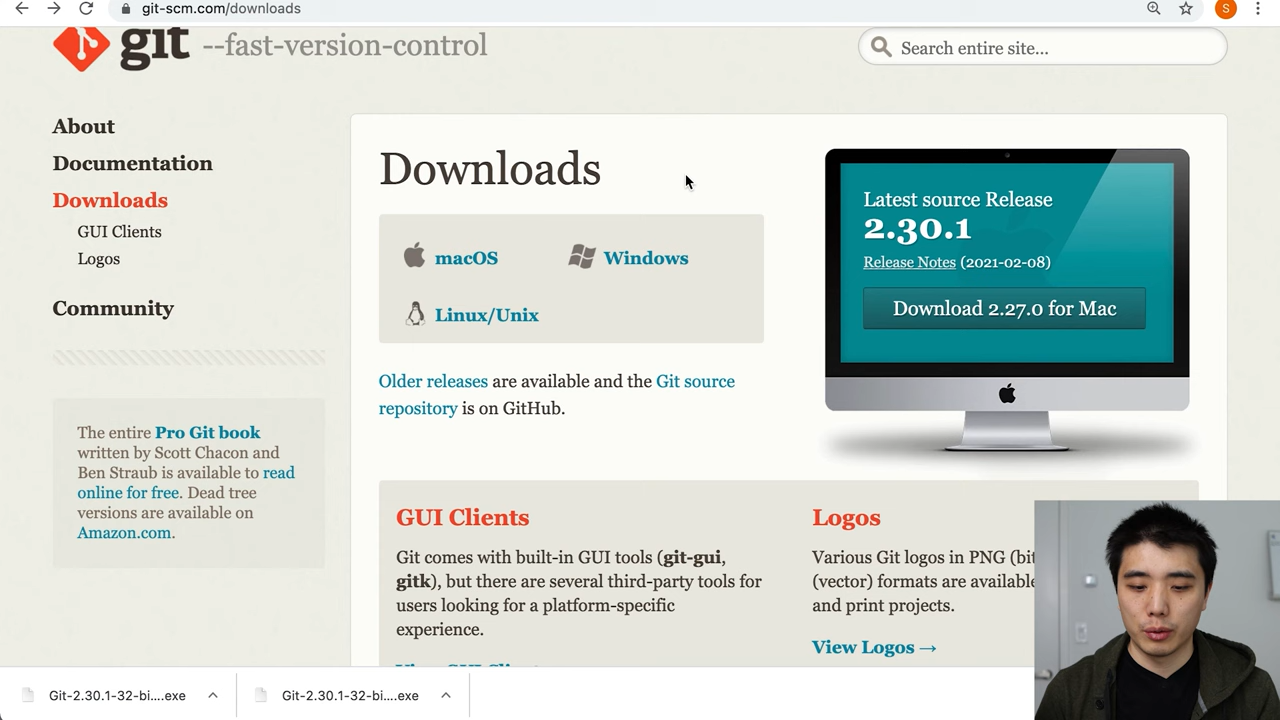 git-scm.com/downloads
S
git --fast-version-control
Search entire site...
About
Documentation
Downloads
GUI Clients
Logos
Community
The entire Pro Git book
written by Scott Chacon and
Ben Straub is available to read
online for free. Dead tree
versions are available on
Amazon.com.
Downloads
macOS
Windows
Linux/Unix
Older releases are available and the Git source
repository is on GitHub.
Latest source Release
2.30.1
Release Notes (2021-02-08)
Download 2.27.0 for Mac
GUI Clients
Git comes with built-in GUI tools (git-gui,
gitk), but there are several third-party tools for
users looking for a platform-specific
experience.
Logos
Various Git logos in PNG (bit
(vector) formats are available
and print projects.
View Logos →
Git-2.30.1-32-bi....exe
Git-2.30.1-32-bi....exe